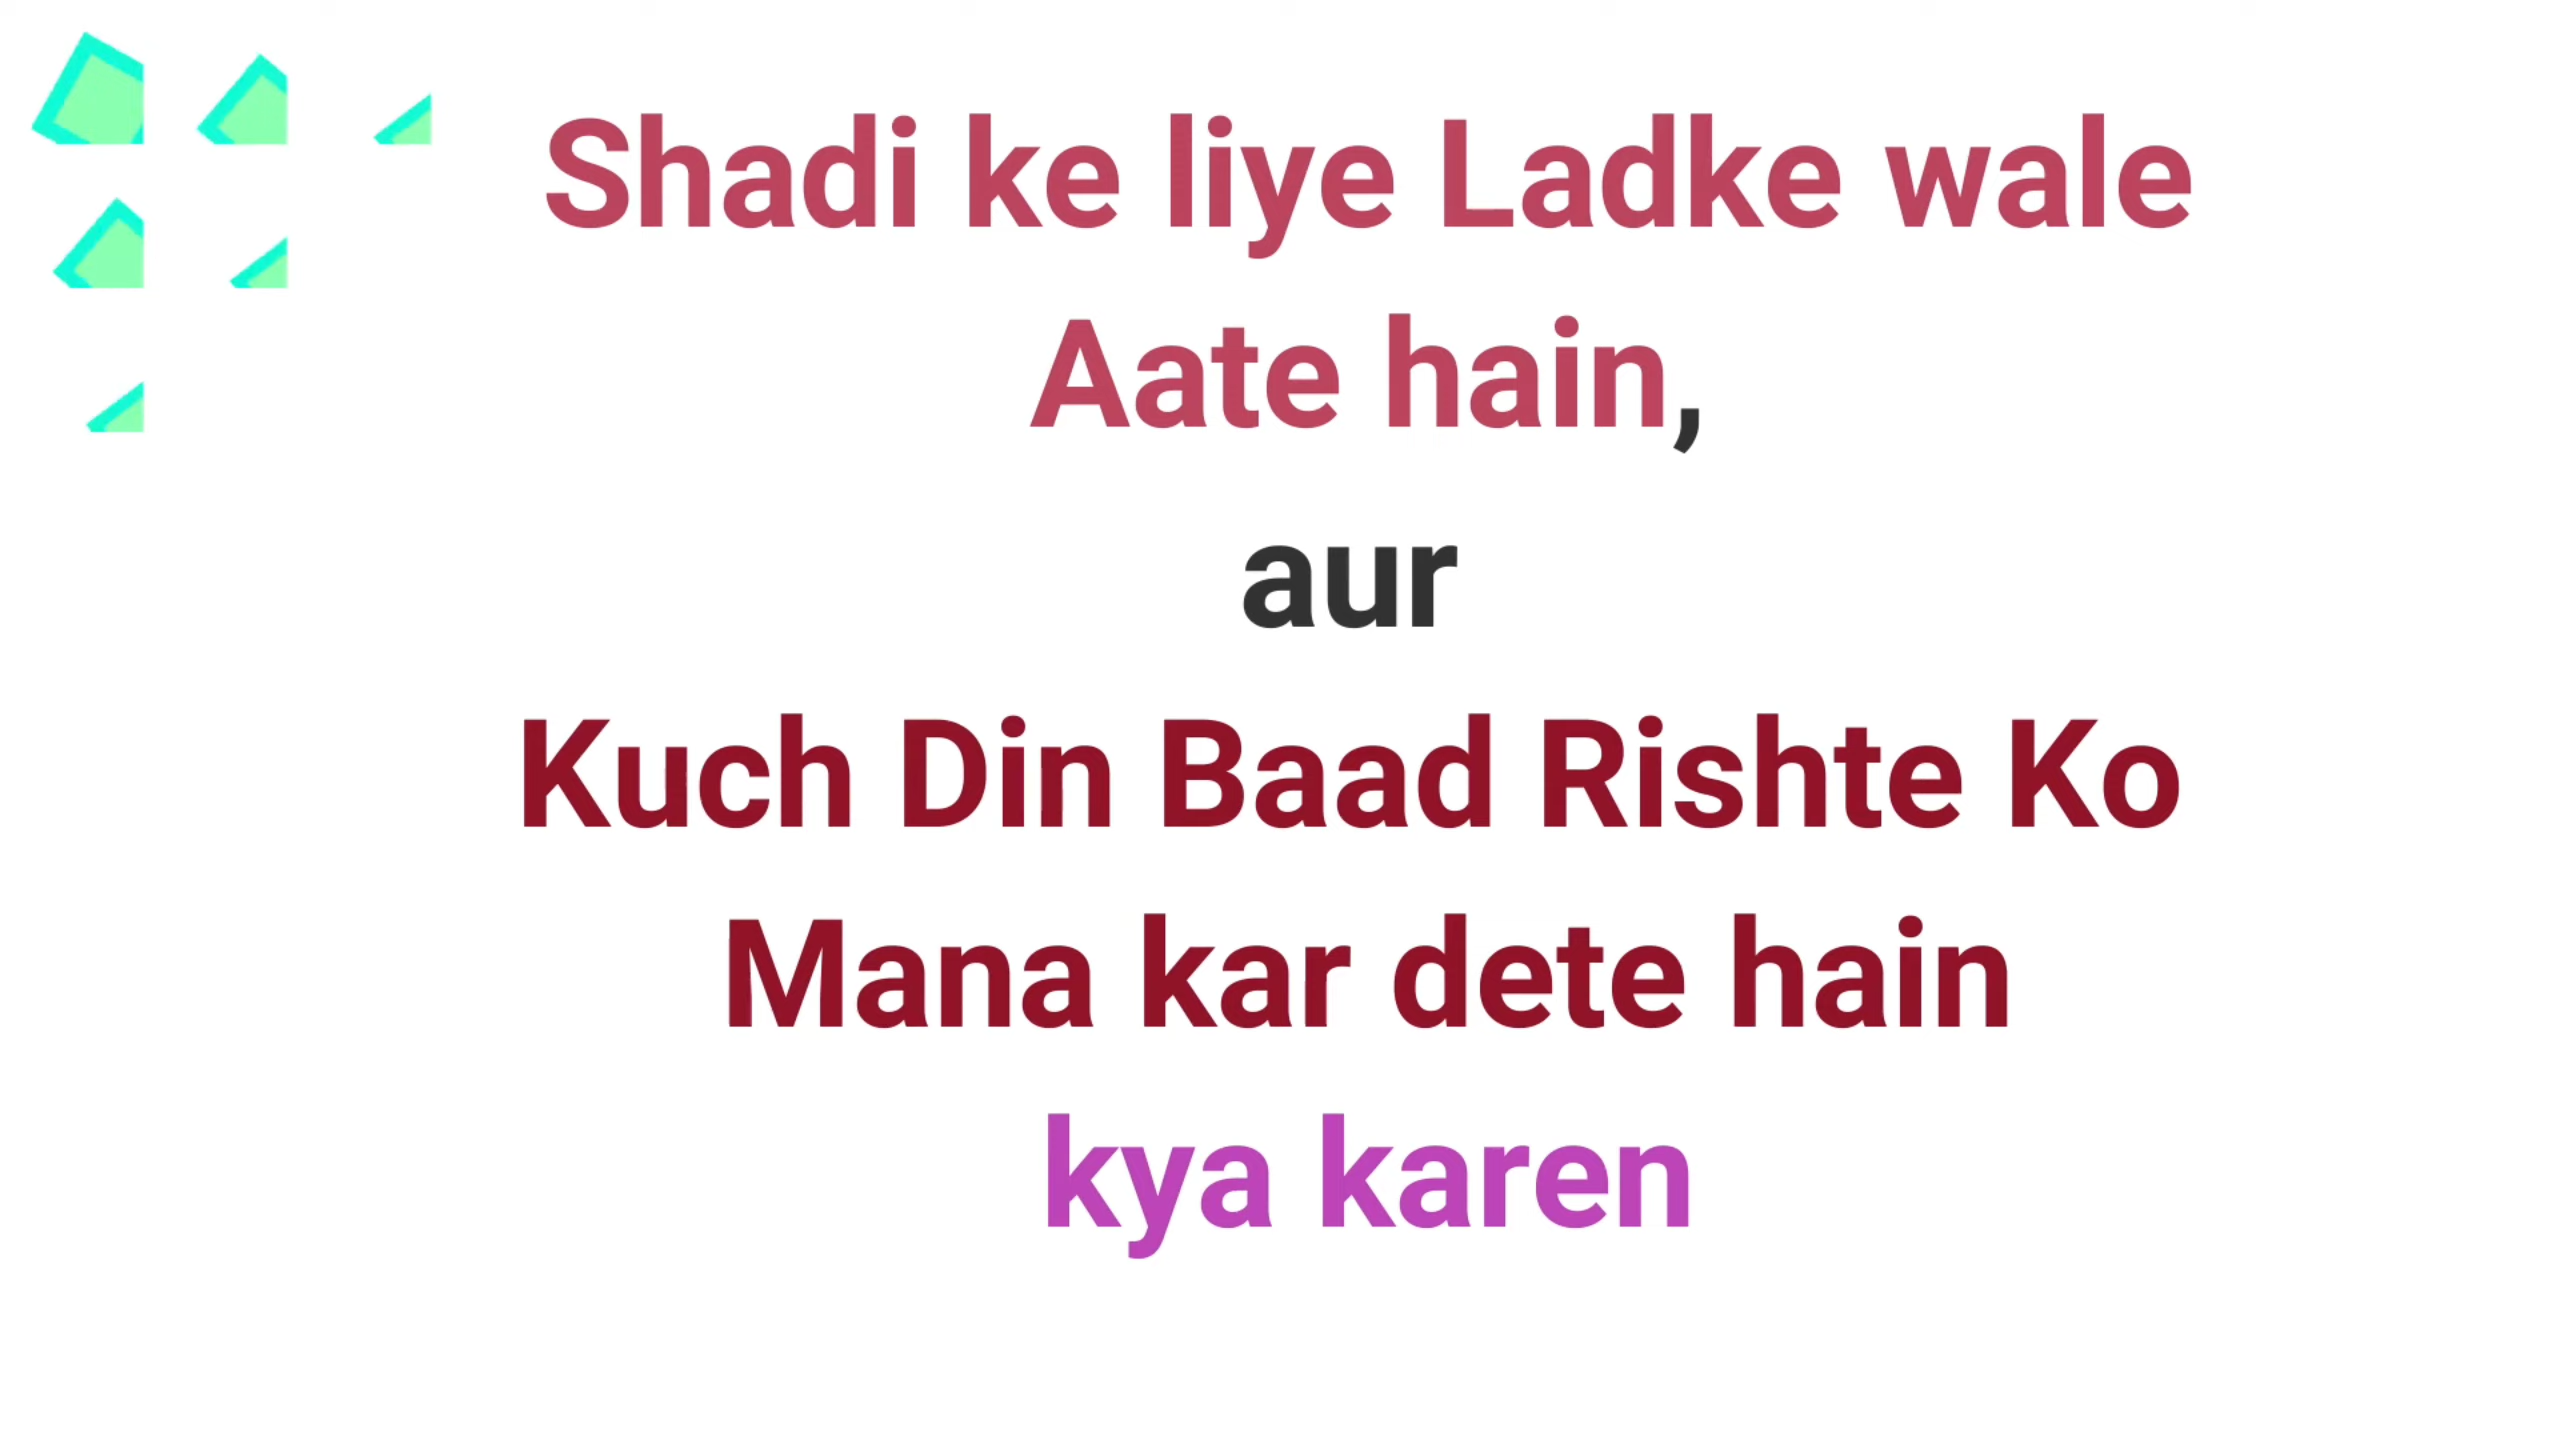 Shadi ke liye Ladke wale
Aate hain,
aur
Kuch Din Baad Rishte Ko
Mana kar dete hain
kya karen